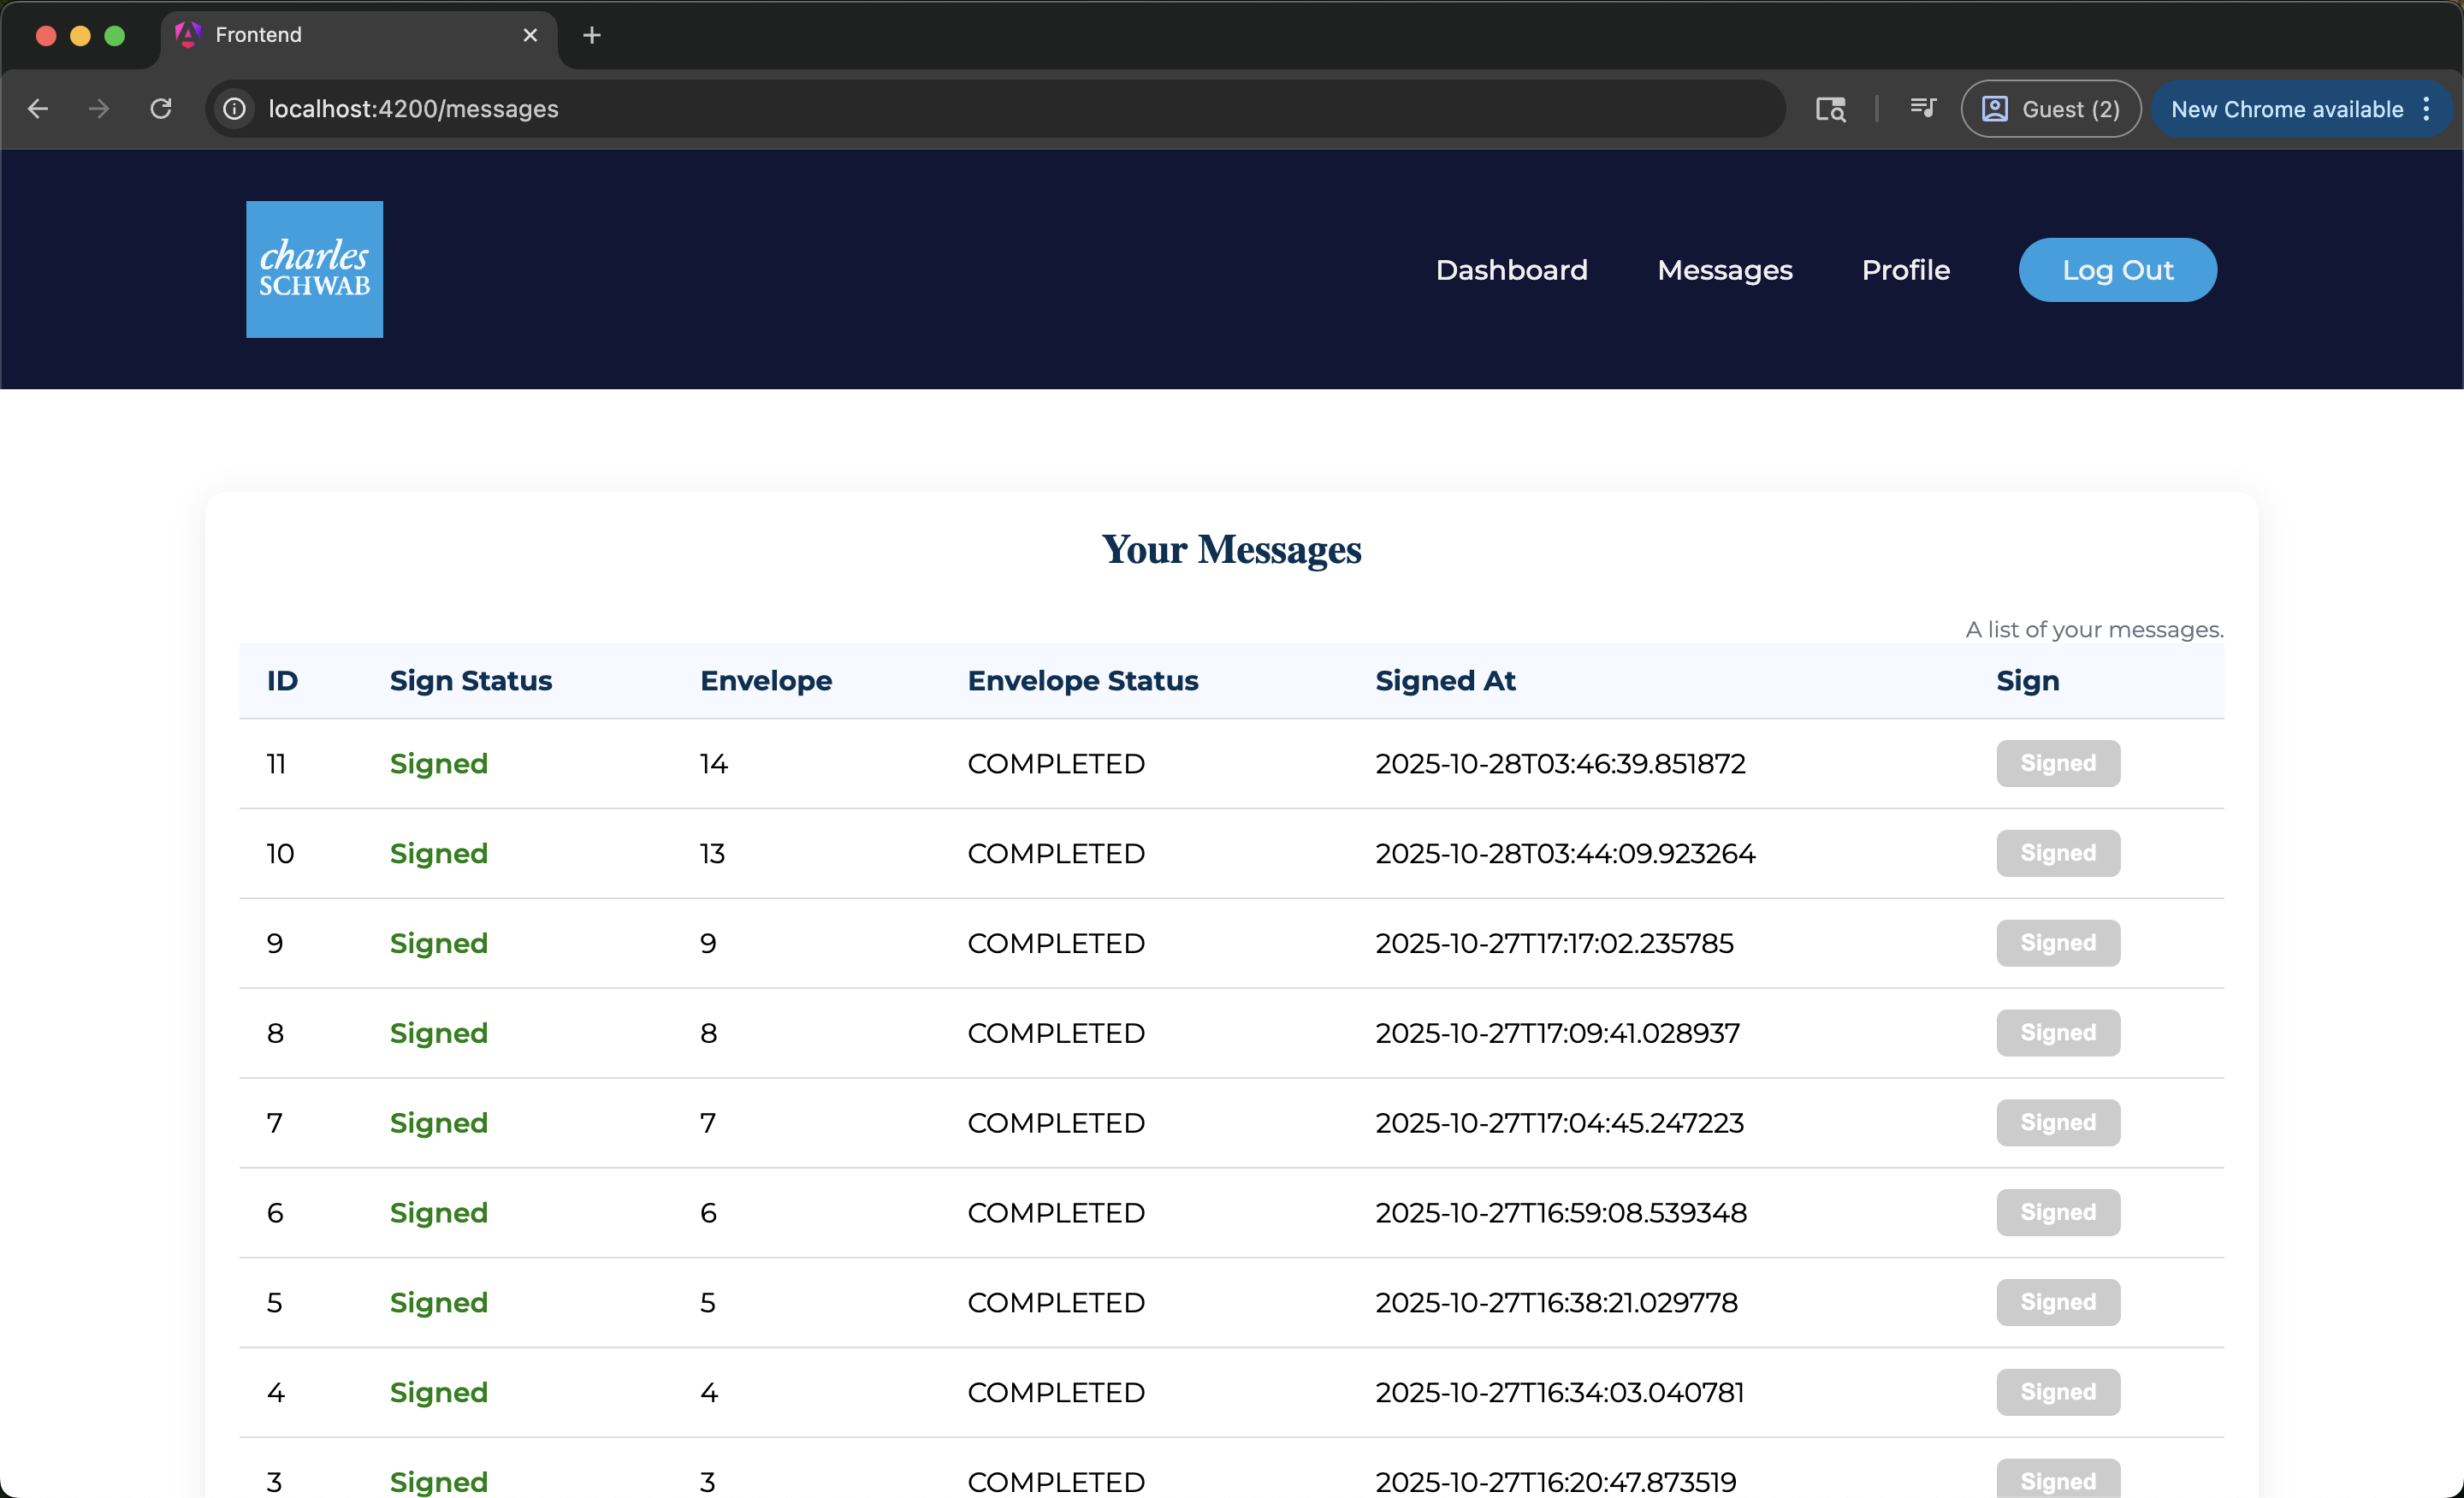 Frontend
localhost:4200/messages
Guest (2)
New Chrome available
charles
SCHWAB
Dashboard Messages Profile Log Out
Your Messages
A list of your messages.
ID Sign Status Envelope Envelope Status Signed At Sign
11 Signed 14 COMPLETED 2025-10-28T03:46:39.851872 Signed
10 Signed 13 COMPLETED 2025-10-28T03:44:09.923264 Signed
9 Signed 9 COMPLETED 2025-10-27T17:17:02.235785 Signed
8 Signed 8 COMPLETED 2025-10-27T17:09:41.028937 Signed
7 Signed 7 COMPLETED 2025-10-27T17:04:45.247223 Signed
6 Signed 6 COMPLETED 2025-10-27T16:59:08.539348 Signed
5 Signed 5 COMPLETED 2025-10-27T16:38:21.029778 Signed
4 Signed 4 COMPLETED 2025-10-27T16:34:03.040781 Signed
3 Signed 3 COMPLETED 2025-10-27T16:20:47.873519 Signed